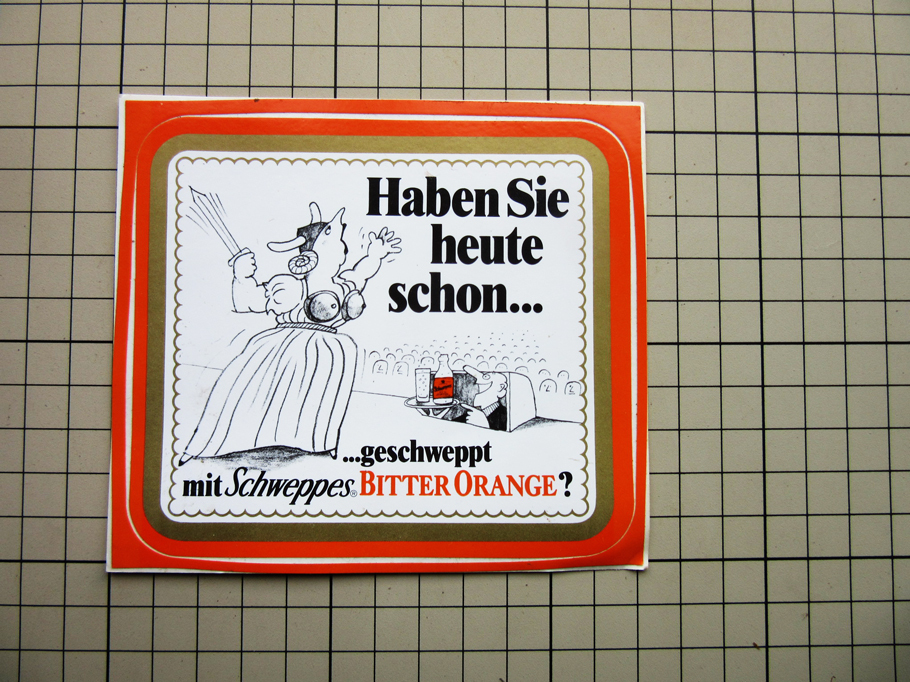 Haben Sie
heute
schon...
...geschweppt
mit Schweppes® BITTER ORANGE?